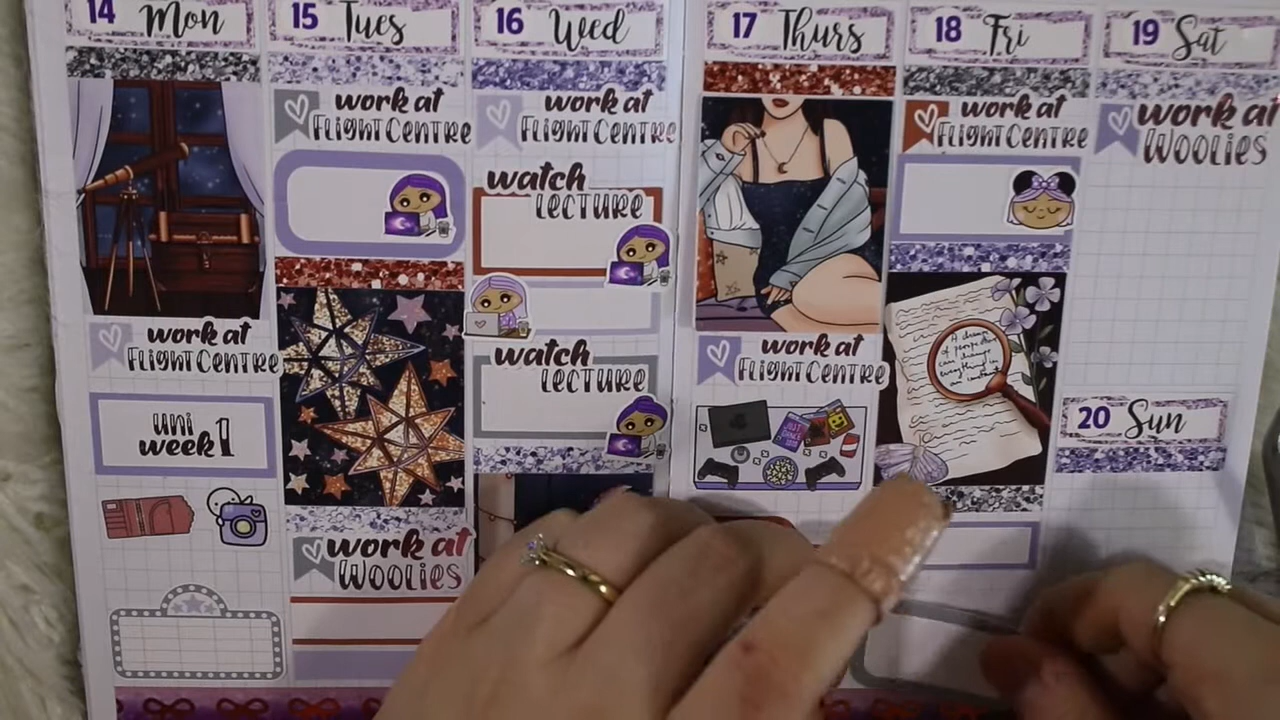 14 Mon
work at
FLIGHT CENTRE
uni
week 1
15 Tues
work at
FLIGHT CENTRE
work at
WOOLIES
16 Wed
work at
FLIGHT CENTRE
watch
LECTURE
watch
LECTURE
17 Thurs
work at
FLIGHT CENTRE
JUST
DANCE
18 Fri
work at
FLIGHT CENTRE
19 Sat
work at
WOOLIES
20 Sun